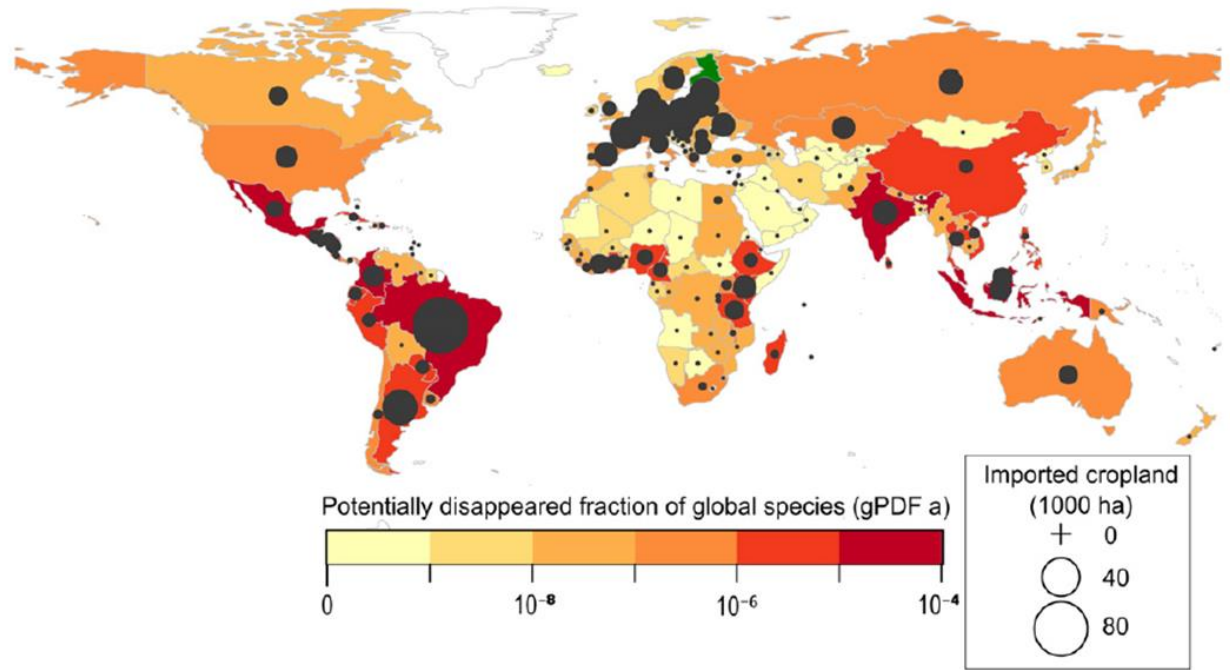 Potentially disappeared fraction of global species (gPDF a)
0 10⁻⁸ 10⁻⁶ 10⁻⁴
Imported cropland
(1000 ha)
0
40
80